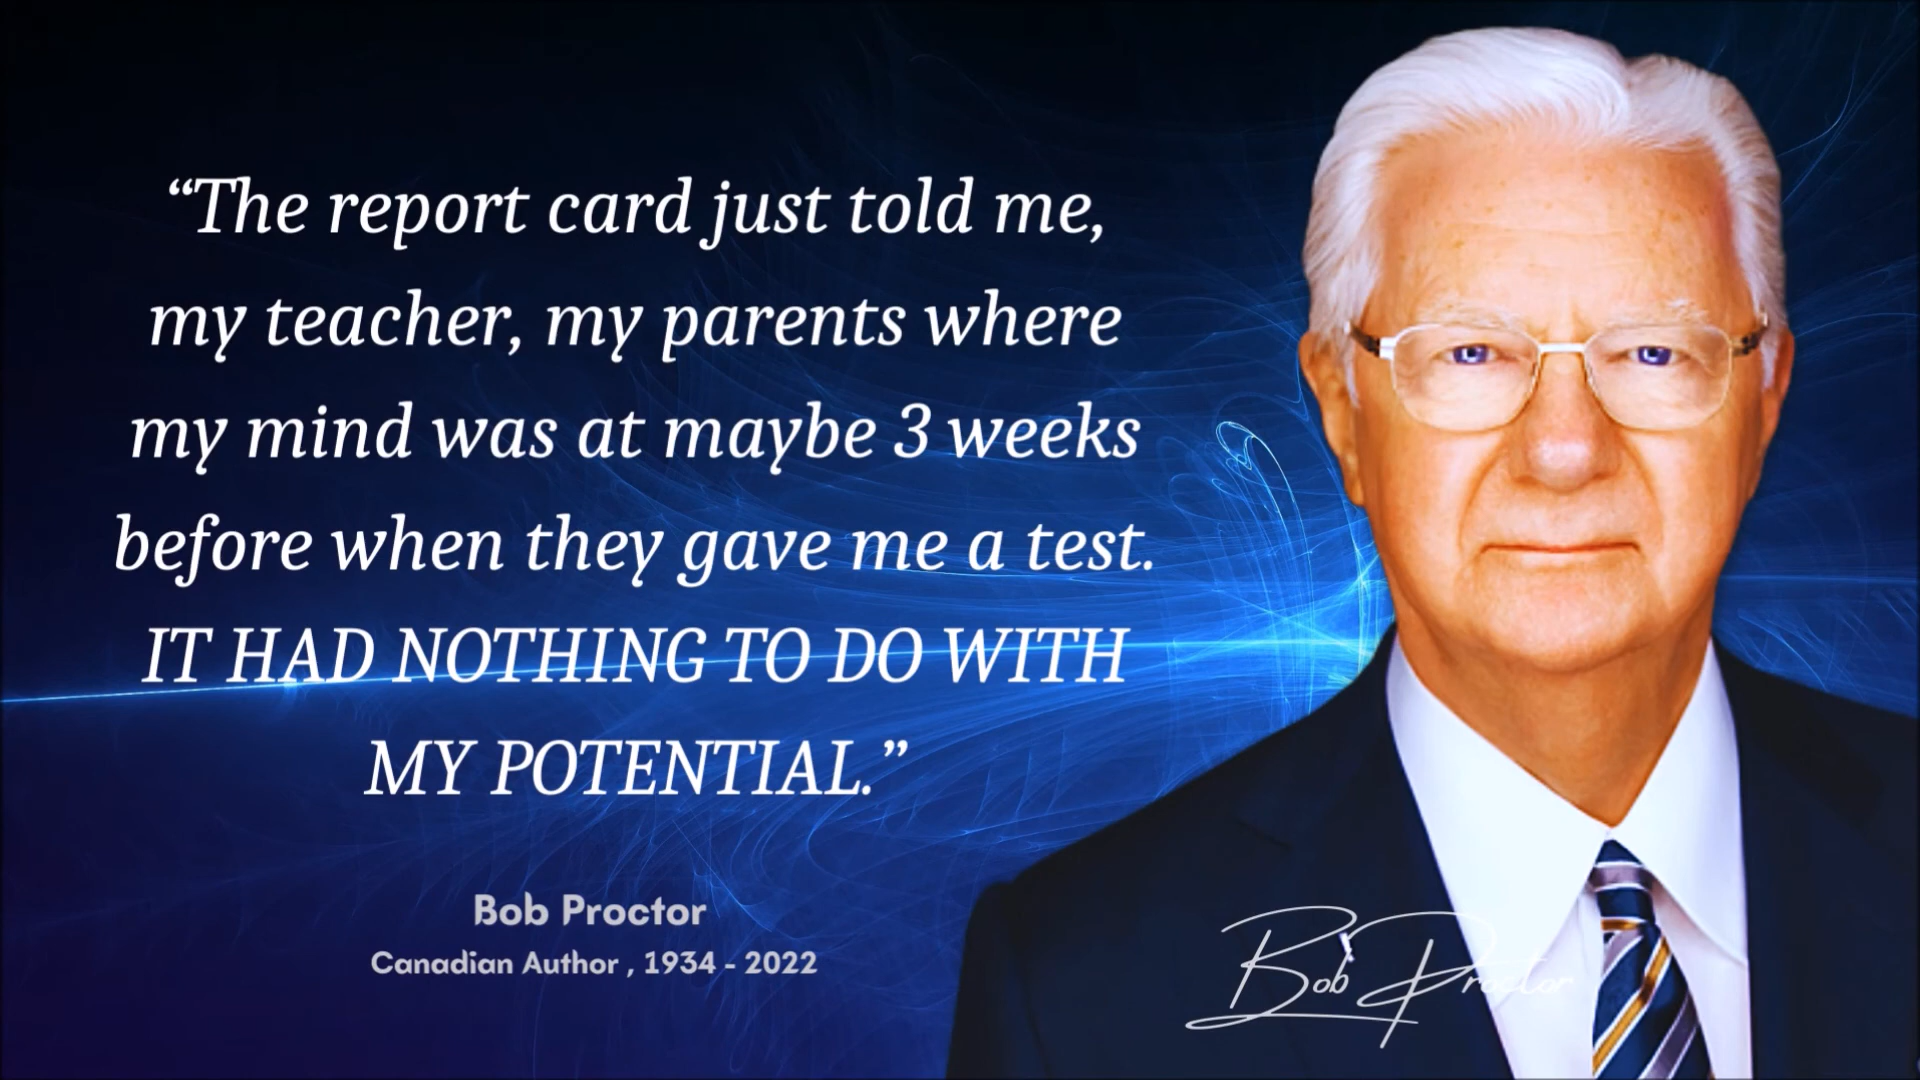 “The report card just told me,
my teacher, my parents where
my mind was at maybe 3 weeks
before when they gave me a test.
IT HAD NOTHING TO DO WITH
MY POTENTIAL.”
Bob Proctor
Canadian Author , 1934 - 2022
Bob Proctor